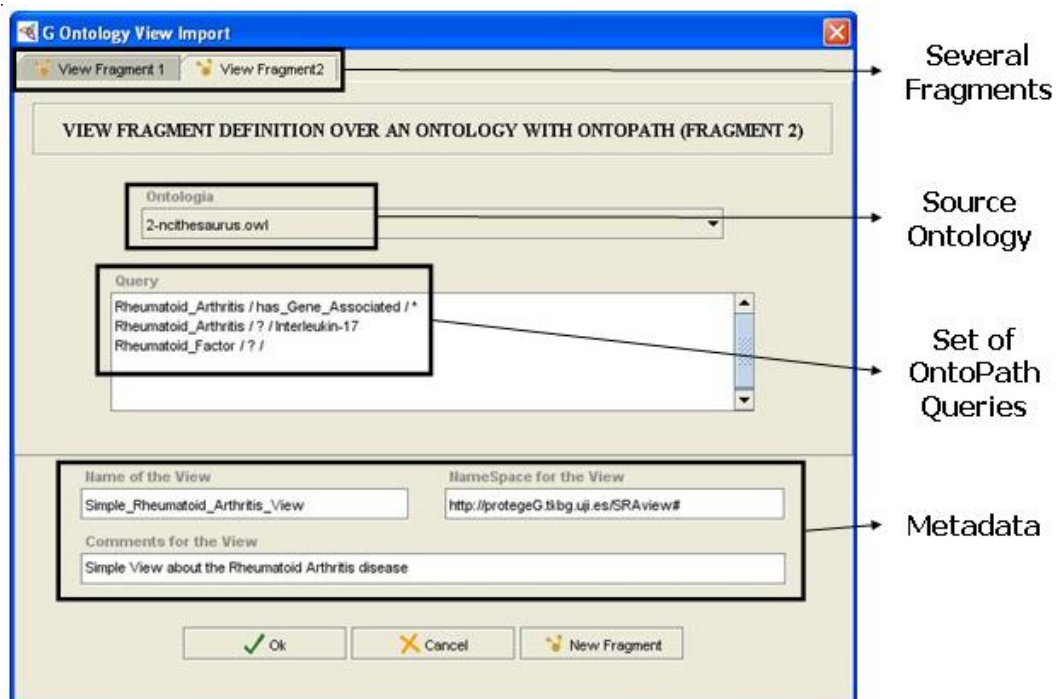 G Ontology View Import
View Fragment 1
View Fragment2
Several
Fragments
VIEW FRAGMENT DEFINITION OVER AN ONTOLOGY WITH ONTOPATH (FRAGMENT 2)
Ontologia
2-ncithesaurus.owl
Source
Ontology
Query
Rheumatoid_Arthritis / has_Gene_Associated / *
Rheumatoid_Arthritis / ? / Interleukin-17
Rheumatoid_Factor / ? /
Set of
OntoPath
Queries
Name of the View
NameSpace for the View
Simple_Rheumatoid_Arthritis_View
http://protegeG.tkbg.uji.es/SRAview#
Comments for the View
Simple View about the Rheumatoid Arthritis disease
Metadata
Ok
Cancel
New Fragment